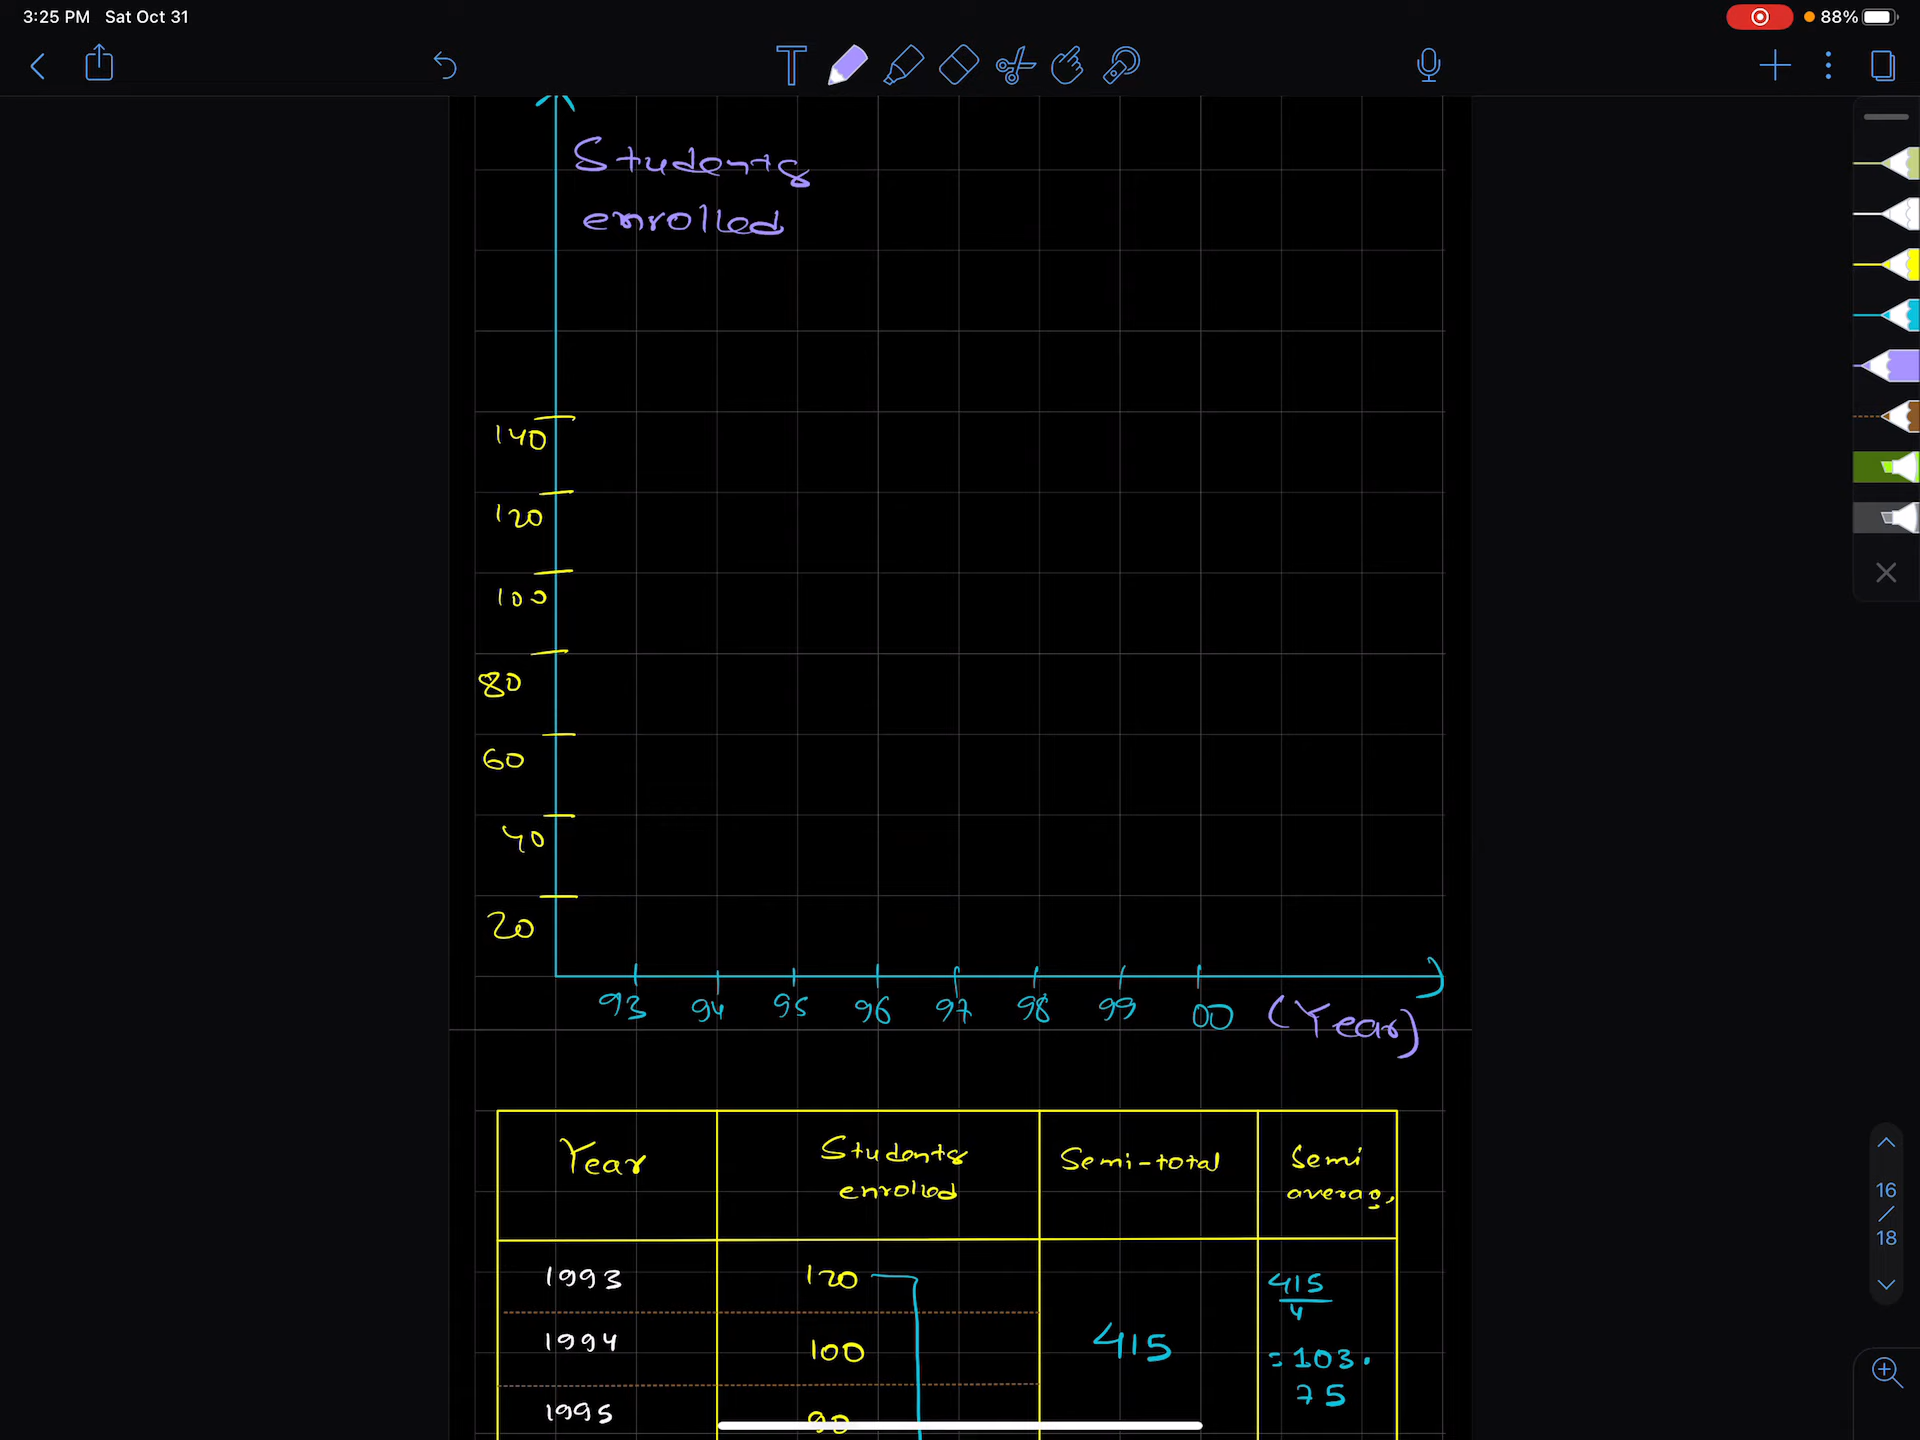 3:25 PM Sat Oct 31
88%
Students
enrolled
140
120
100
80
60
40
20
93 94 95 96 97 98 99 00 (Year)
16
/
18
Year Students enrolled Semi-total Semi
1993 120 415/4
1994 100 415 = 103.
75
1995 90